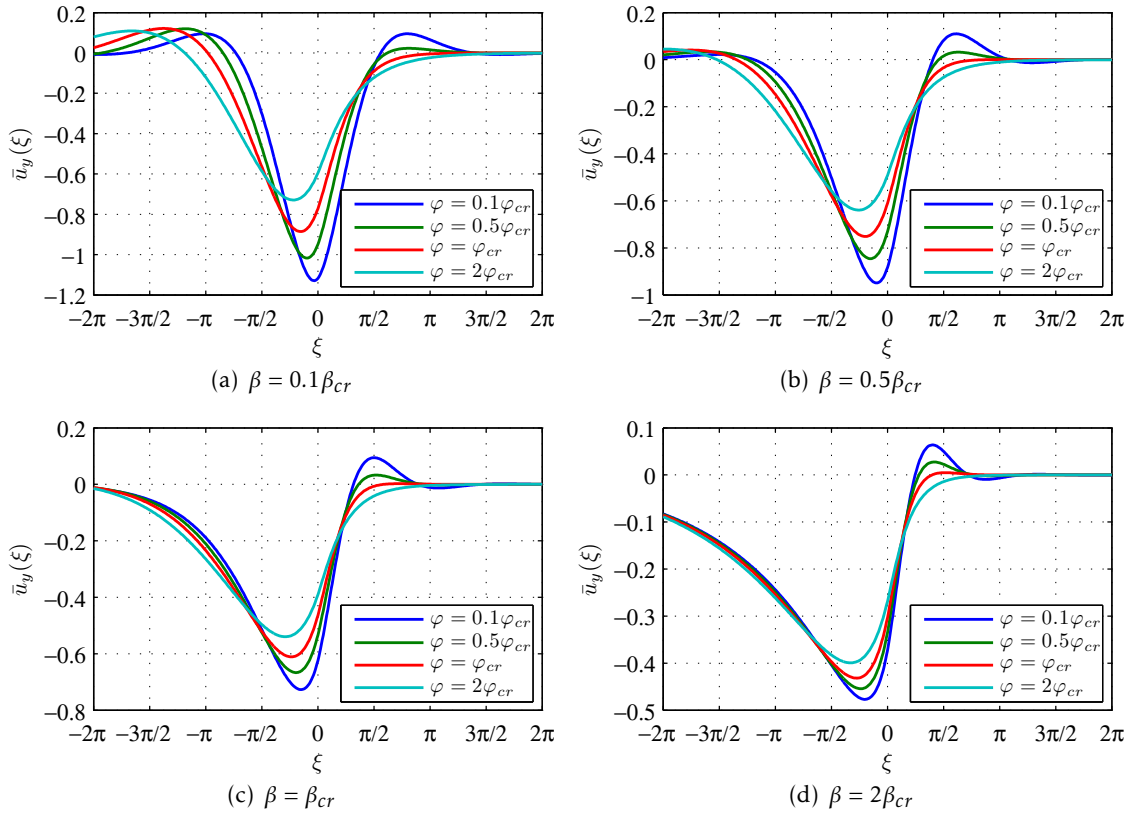 0.2
0
−0.2
−0.4
−0.6
−0.8
−1
−1.2
ū_y(ξ)
φ = 0.1φ_cr
φ = 0.5φ_cr
φ = φ_cr
φ = 2φ_cr
−2π −3π/2 −π −π/2 0 π/2 π 3π/2 2π
ξ
(a) β = 0.1β_cr
0.2
0
−0.2
−0.4
−0.6
−0.8
−1
ū_y(ξ)
φ = 0.1φ_cr
φ = 0.5φ_cr
φ = φ_cr
φ = 2φ_cr
−2π −3π/2 −π −π/2 0 π/2 π 3π/2 2π
ξ
(b) β = 0.5β_cr
0.2
0
−0.2
−0.4
−0.6
−0.8
ū_y(ξ)
φ = 0.1φ_cr
φ = 0.5φ_cr
φ = φ_cr
φ = 2φ_cr
−2π −3π/2 −π −π/2 0 π/2 π 3π/2 2π
ξ
(c) β = β_cr
0.1
0
−0.1
−0.2
−0.3
−0.4
−0.5
ū_y(ξ)
φ = 0.1φ_cr
φ = 0.5φ_cr
φ = φ_cr
φ = 2φ_cr
−2π −3π/2 −π −π/2 0 π/2 π 3π/2 2π
ξ
(d) β = 2β_cr